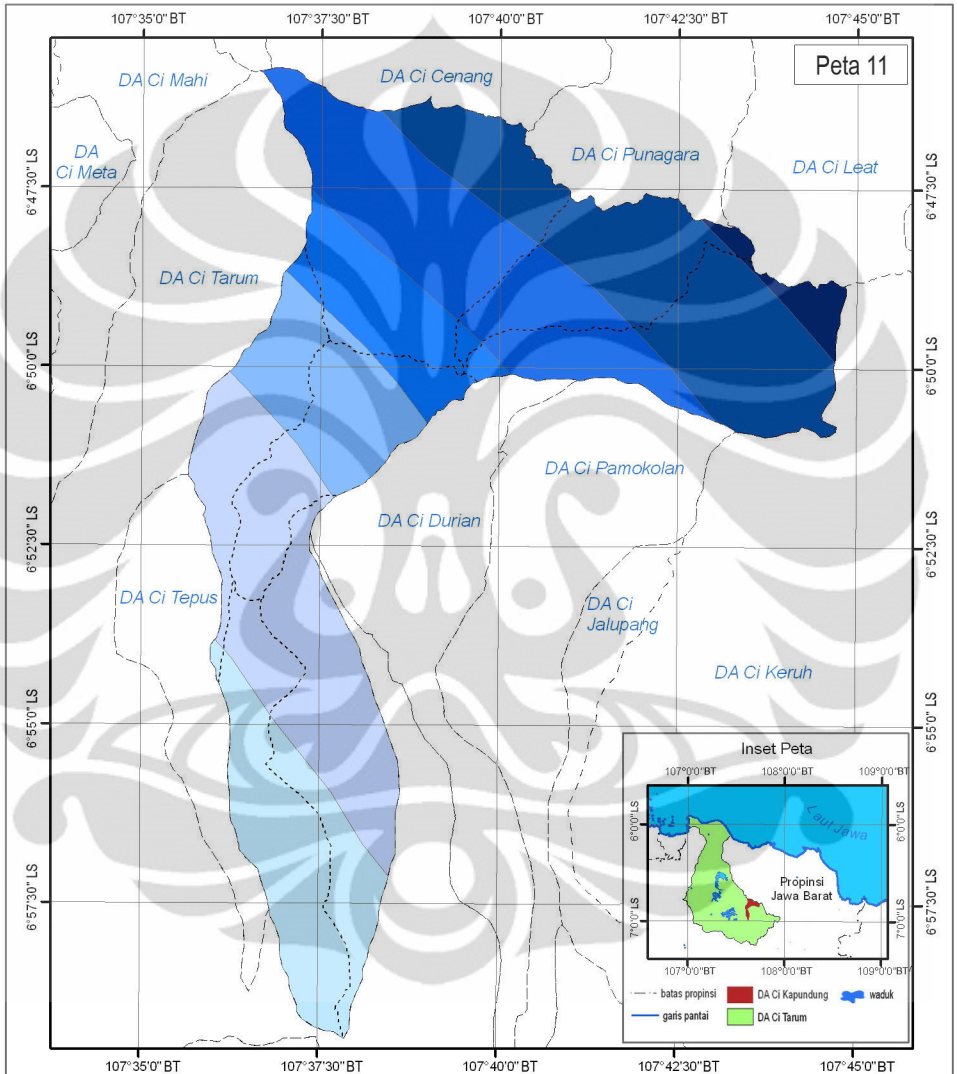 107°35'0"BT 107°37'30"BT 107°40'0"BT 107°42'30"BT 107°45'0"BT
Peta 11
DA Ci Mahi
DA Ci Cenang
DA
Ci Meta
DA Ci Punagara
DA Ci Leat
6°47'30" LS
6°47'30" LS
DA Ci Tarum
6°50'0" LS
6°50'0" LS
DA Ci Pamokolan
DA Ci Durian
6°52'30" LS
6°52'30" LS
DA Ci Tepus
DA Ci
Jalupang
DA Ci Keruh
6°55'0" LS
6°55'0" LS
6°57'30" LS
6°57'30" LS
Inset Peta
107°0'0"BT 108°0'0"BT 109°0'0"BT
6°0'0"LS
6°0'0"LS
Laut Jawa
Propinsi
Jawa Barat
7°0'0"LS
7°0'0"LS
107°0'0"BT 108°0'0"BT 109°0'0"BT
batas propinsi DA Ci Kapundung waduk
garis pantai DA Ci Tarum
107°35'0"BT 107°37'30"BT 107°40'0"BT 107°42'30"BT 107°45'0"BT